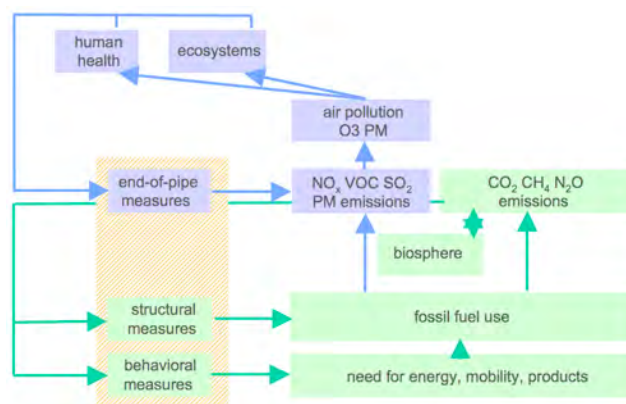 human
health
ecosystems
air pollution
O3 PM
end-of-pipe
measures
NOₓ VOC SO₂
PM emissions
CO₂ CH₄ N₂O
emissions
biosphere
structural
measures
fossil fuel use
behavioral
measures
need for energy, mobility, products